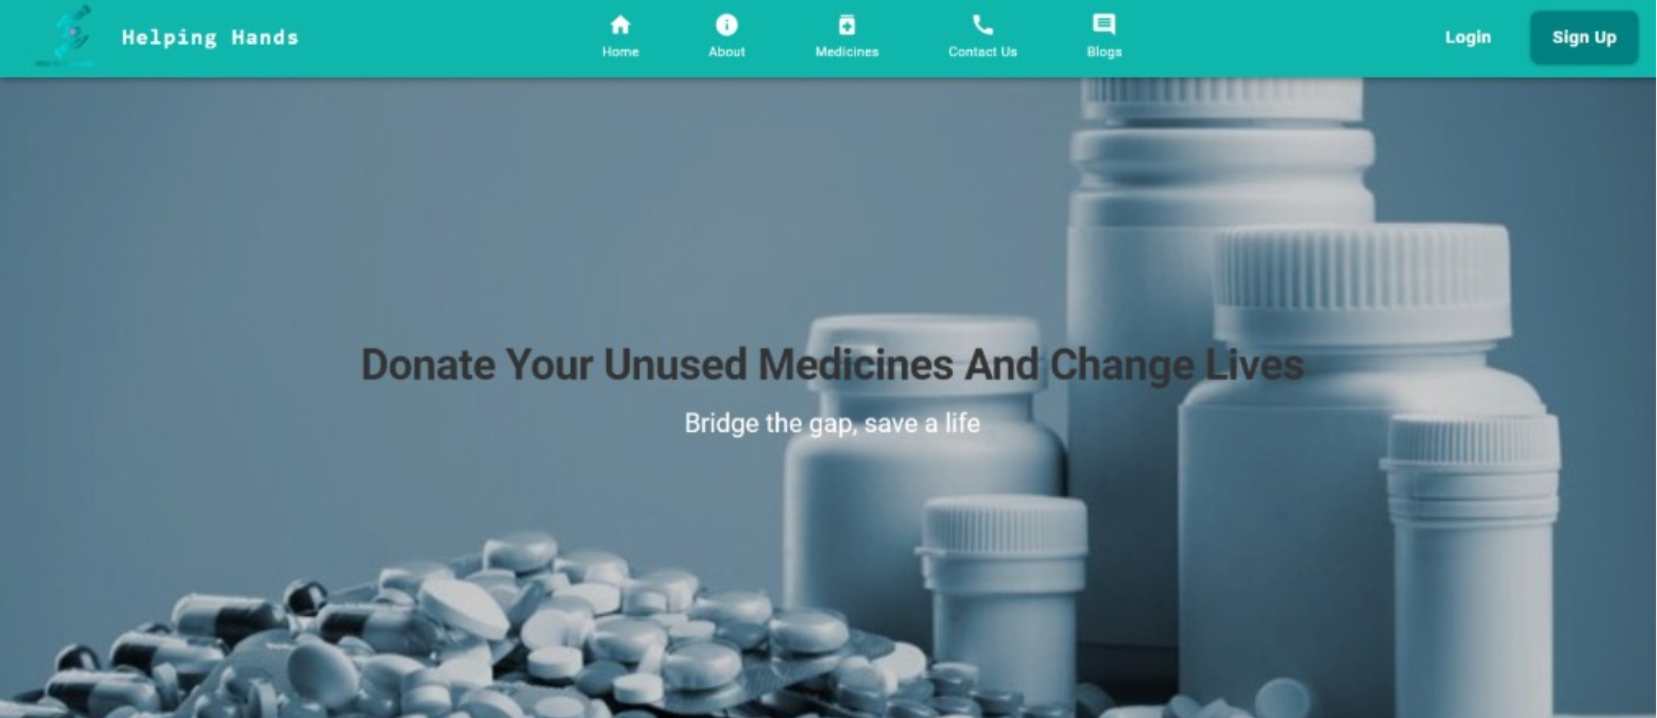 Helping Hands
Home
About
Medicines
Contact Us
Blogs
Login
Sign Up
Donate Your Unused Medicines And Change Lives
Bridge the gap, save a life